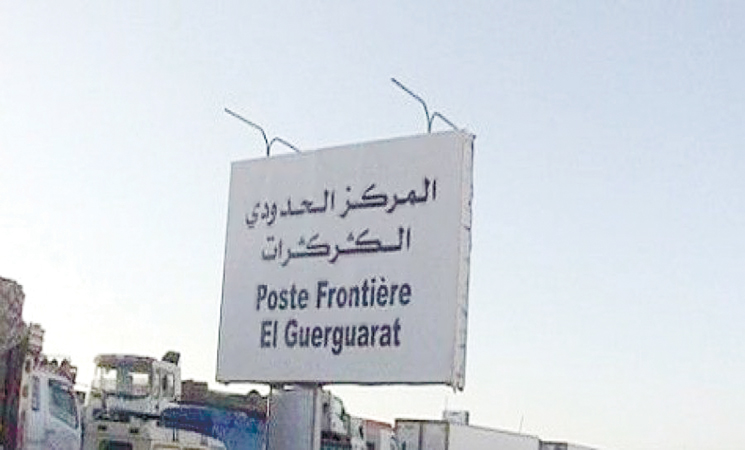 المركز الحدودي
الكركرات
Poste Frontière
El Guerguarat